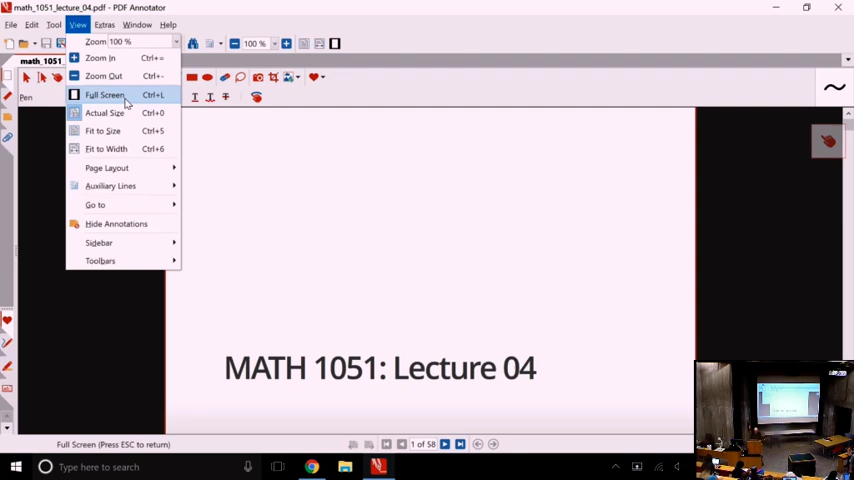 math_1051_lecture_04.pdf - PDF Annotator
File Edit Tool View Extras Window Help
Zoom 100 %
100 %
math_1051
Zoom In Ctrl+=
Zoom Out Ctrl+-
Full Screen Ctrl+L
Pen
Actual Size Ctrl+0
Fit to Size Ctrl+5
Fit to Width Ctrl+6
Page Layout
Auxiliary Lines
Go to
Hide Annotations
Sidebar
Toolbars
MATH 1051: Lecture 04
Full Screen (Press ESC to return)
1 of 58
Type here to search